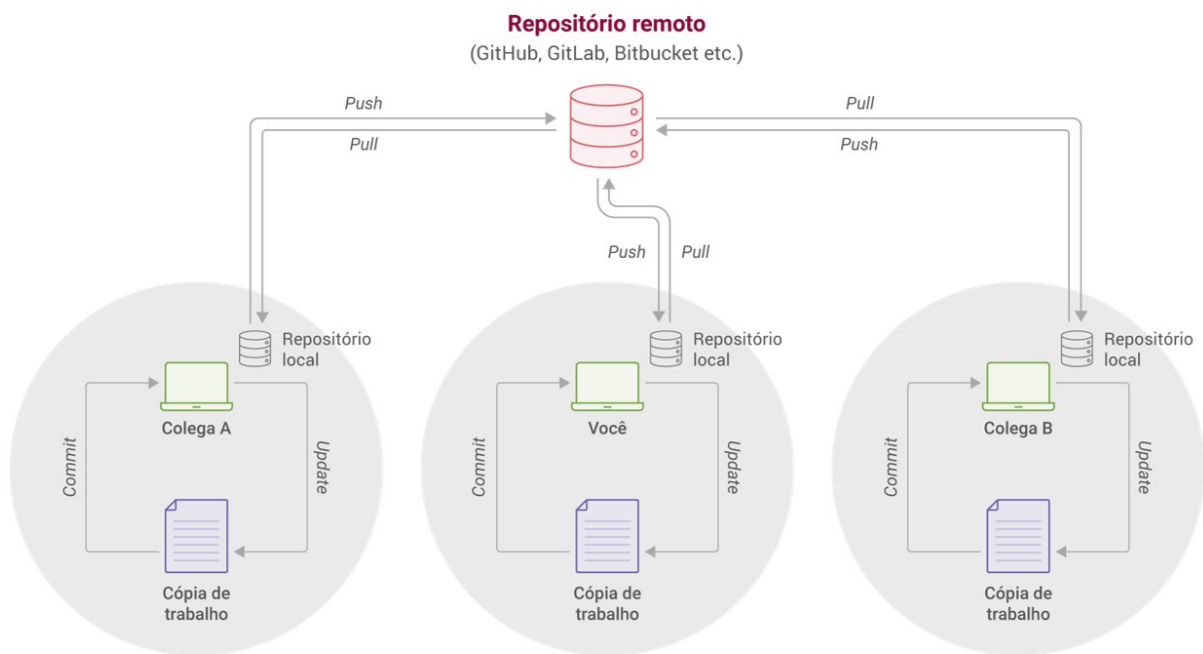 Repositório remoto
(GitHub, GitLab, Bitbucket etc.)
Push
Pull
Pull
Push
Push
Pull
Repositório
local
Colega A
Commit
Update
Cópia de
trabalho
Repositório
local
Você
Commit
Update
Cópia de
trabalho
Repositório
local
Colega B
Commit
Update
Cópia de
trabalho